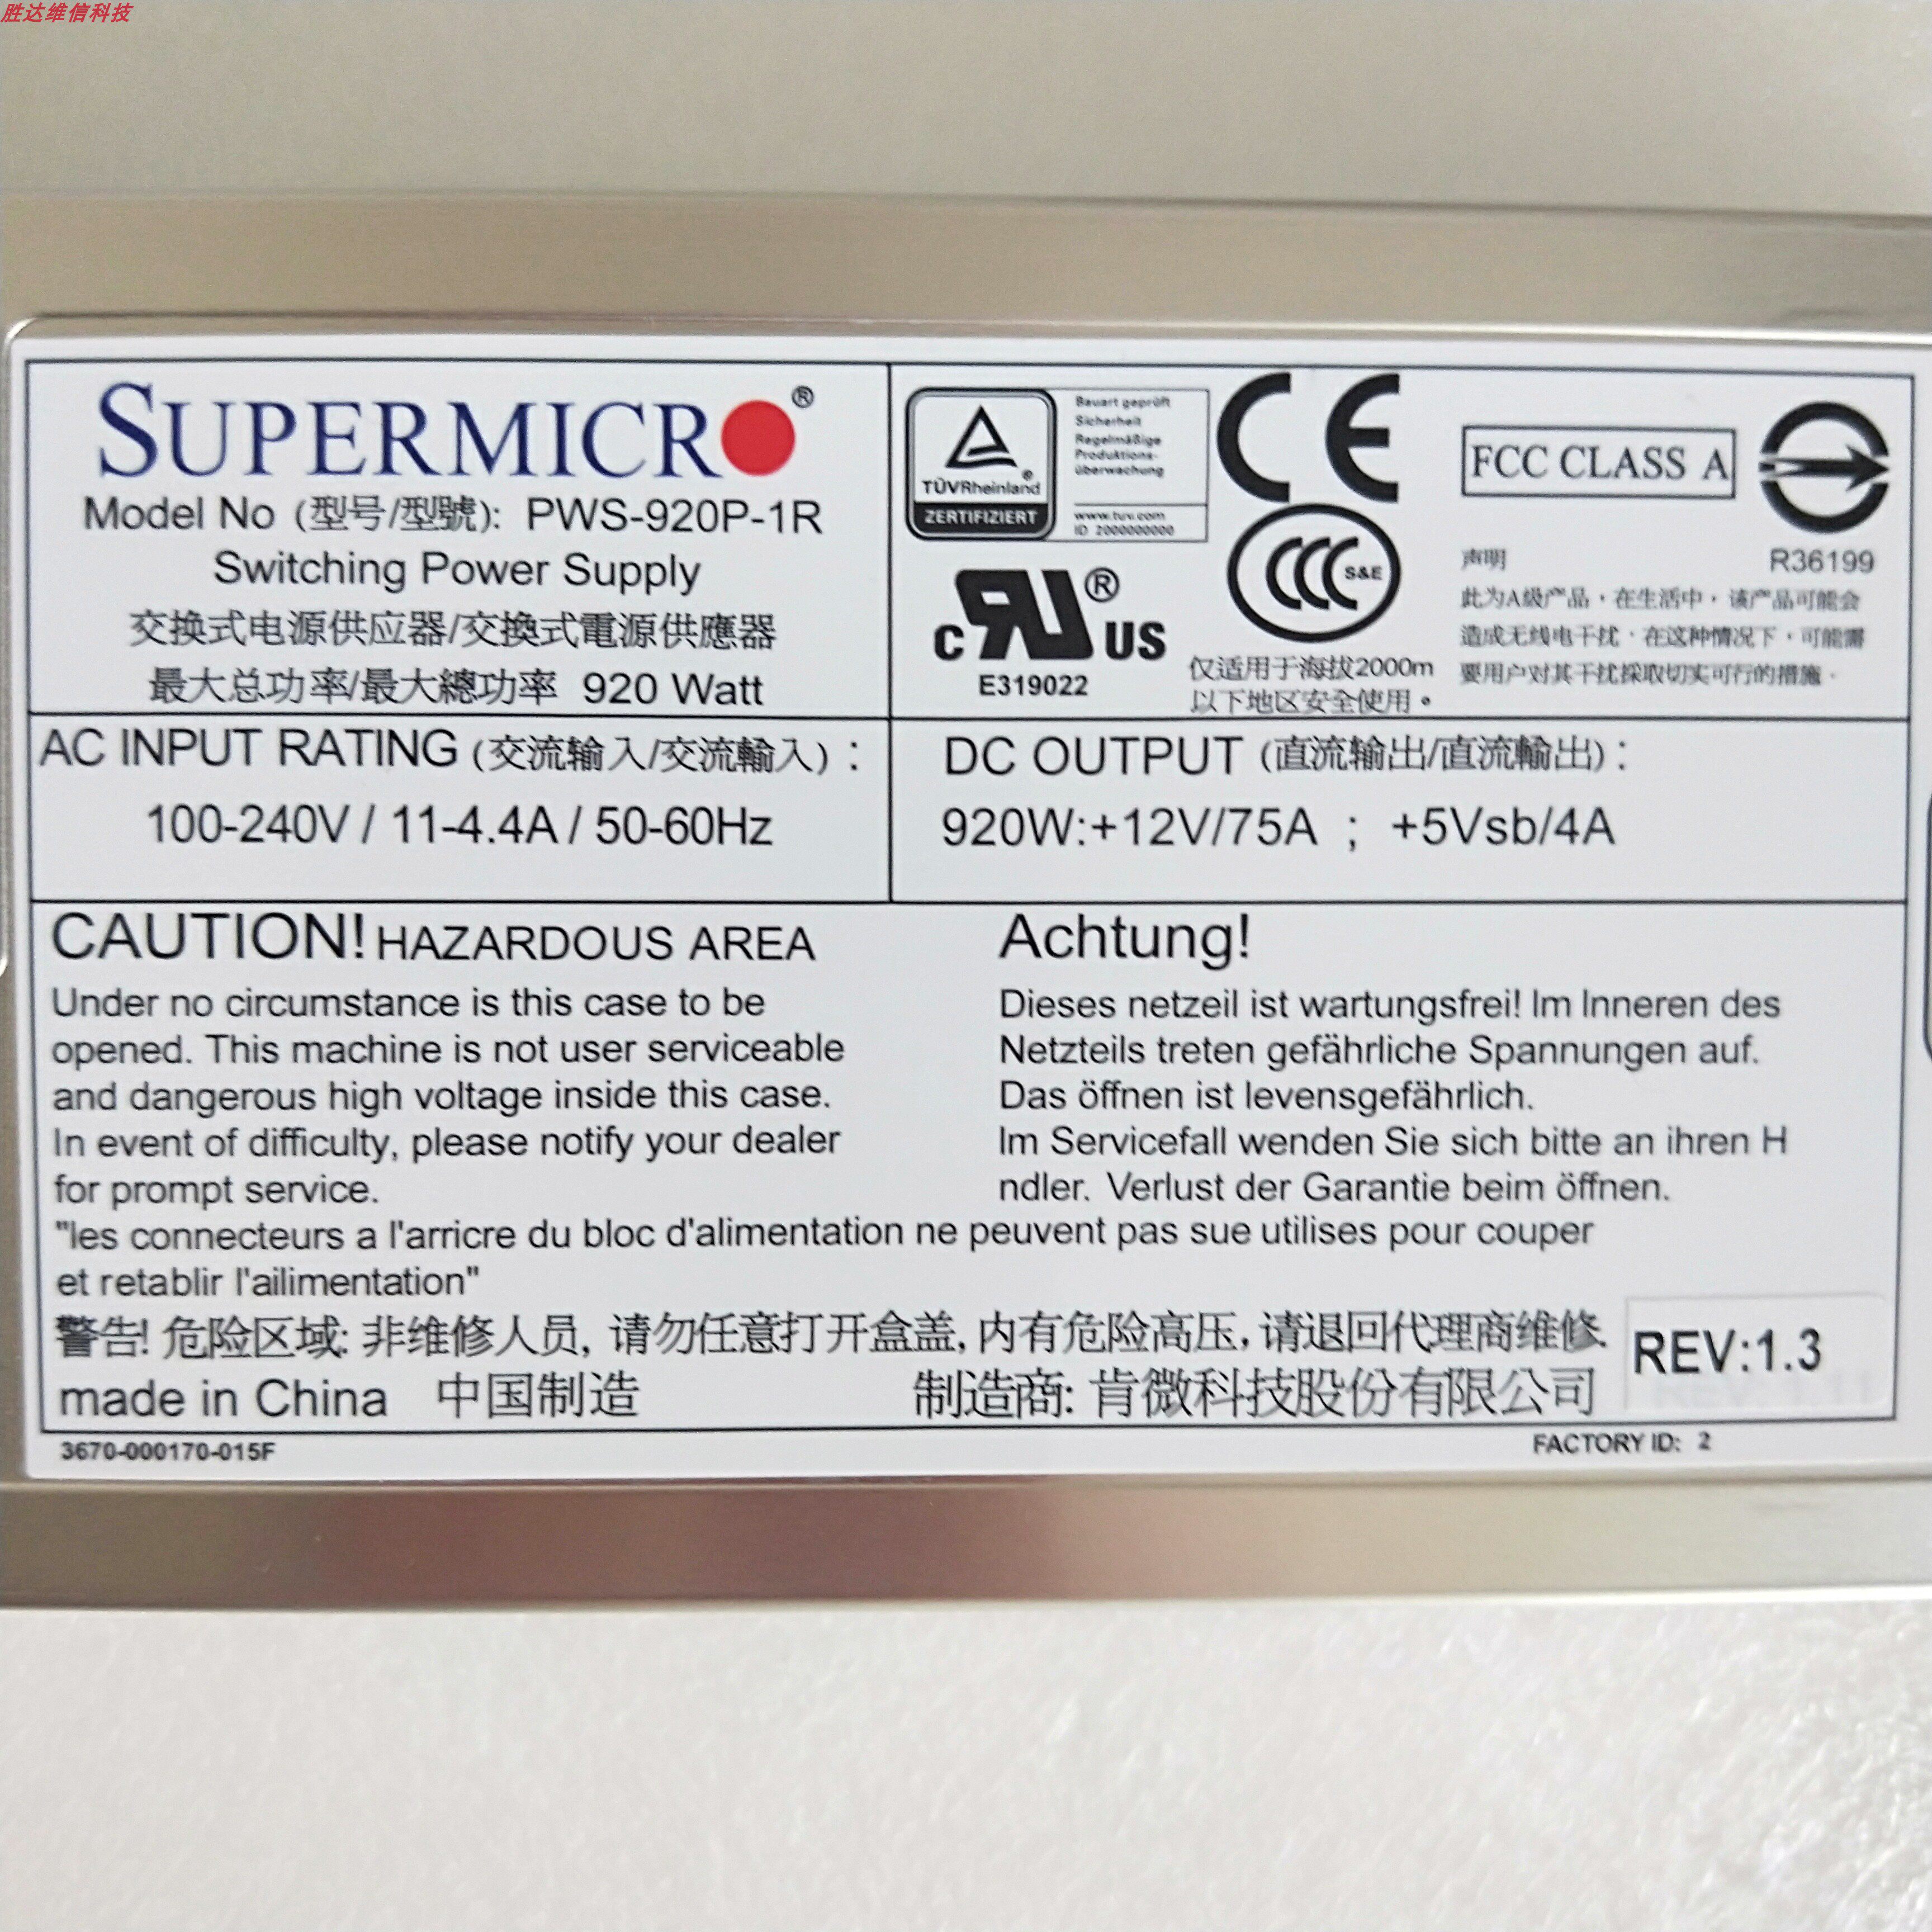 胜达维信科技
SUPERMICRO®
Model No (型号/型號): PWS-920P-1R
Switching Power Supply
交换式电源供应器/交換式電源供應器
最大总功率/最大總功率 920 Watt
Bauart geprüft
Sicherheit
Regelmäßige
Produktions-
überwachung
www.tuv.com
ID 2000000000
TÜVRheinland®
ZERTIFIZIERT
CE
FCC CLASS A
c RU® US
E319022
CCC S&E
仅适用于海拔2000m
以下地区安全使用。
R36199
声明
此为A级产品，在生活中，该产品可能会
造成无线电干扰．在这种情况下，可能需
要用户对其干扰採取切实可行的措施．
AC INPUT RATING (交流输入/交流輸入) :
100-240V / 11-4.4A / 50-60Hz
DC OUTPUT (直流输出/直流輸出) :
920W:+12V/75A ; +5Vsb/4A
CAUTION! HAZARDOUS AREA
Under no circumstance is this case to be
opened. This machine is not user serviceable
and dangerous high voltage inside this case.
In event of difficulty, please notify your dealer
for prompt service.
Achtung!
Dieses netzeil ist wartungsfrei! Im Inneren des
Netzteils treten gefährliche Spannungen auf.
Das öffnen ist levensgefährlich.
Im Servicefall wenden Sie sich bitte an ihren H
ndler. Verlust der Garantie beim öffnen.
"les connecteurs a l'arricre du bloc d'alimentation ne peuvent pas sue utilises pour couper
et retablir l'ailimentation"
警告! 危险区域: 非维修人员, 请勿任意打开盒盖, 内有危险高压, 请退回代理商维修.
REV:1.3
made in China 中国制造
制造商: 肯微科技股份有限公司
3670-000170-015F
FACTORY ID: 2